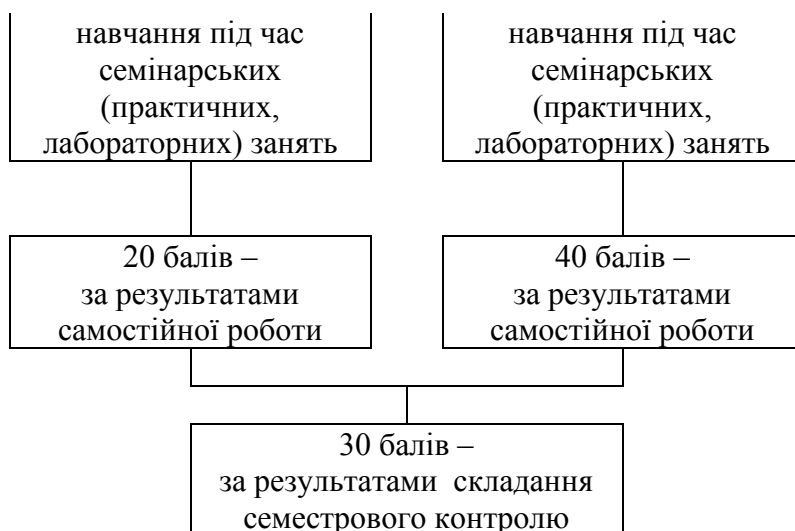 навчання під час
семінарських
(практичних,
лабораторних) занять
навчання під час
семінарських
(практичних,
лабораторних) занять
20 балів –
за результатами
самостійної роботи
40 балів –
за результатами
самостійної роботи
30 балів –
за результатами складання
семестрового контролю